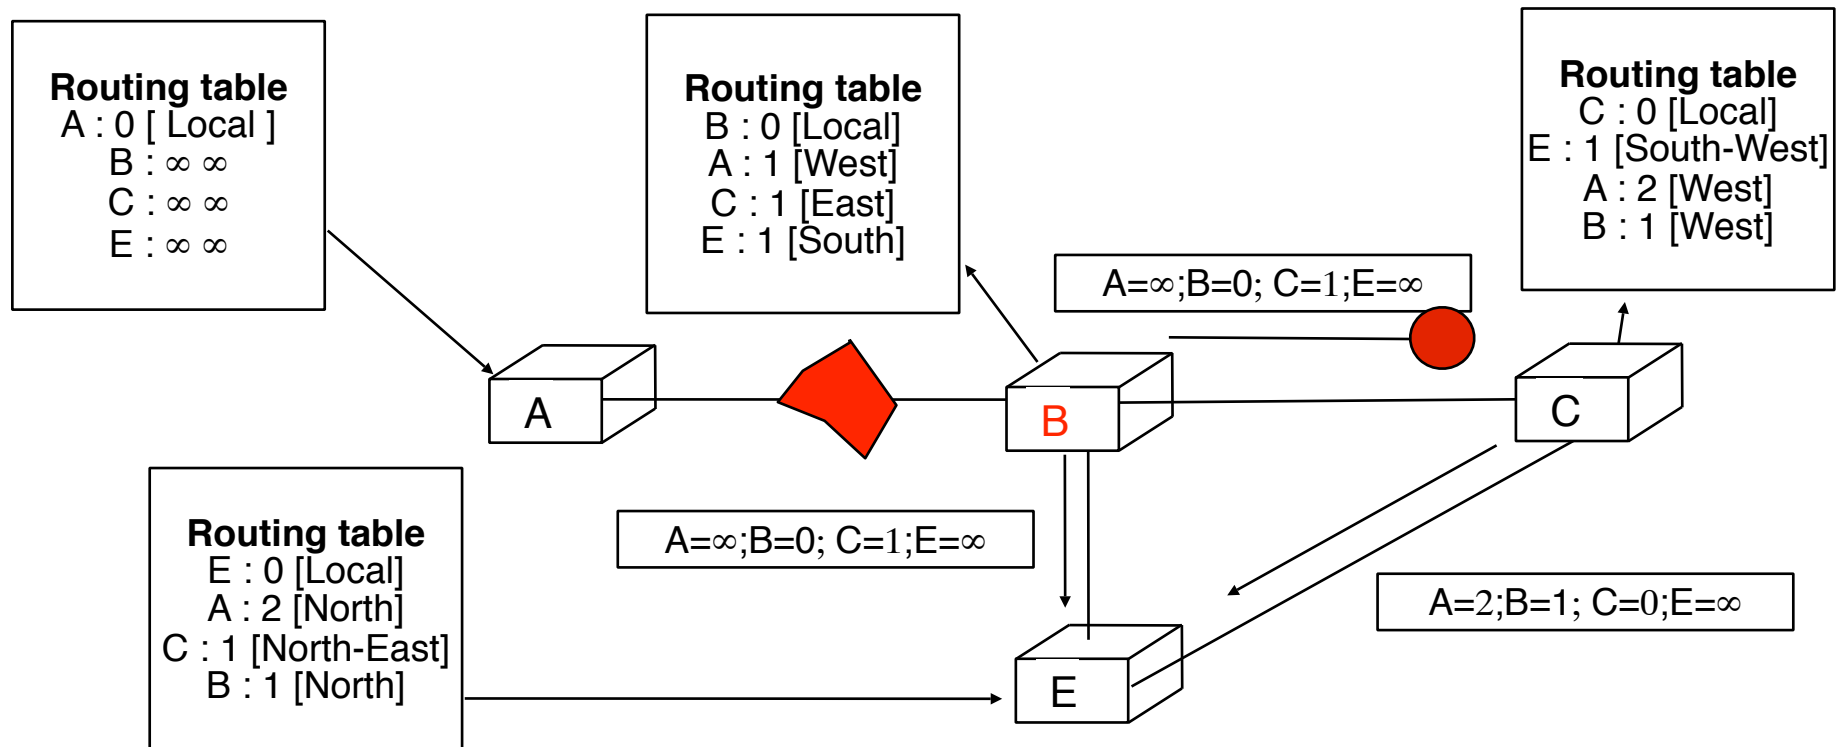 Routing table
A : 0 [ Local ]
B : ∞ ∞
C : ∞ ∞
E : ∞ ∞
Routing table
B : 0 [Local]
A : 1 [West]
C : 1 [East]
E : 1 [South]
Routing table
C : 0 [Local]
E : 1 [South-West]
A : 2 [West]
B : 1 [West]
A=∞;B=0; C=1;E=∞
A
B
C
A=∞;B=0; C=1;E=∞
Routing table
E : 0 [Local]
A : 2 [North]
C : 1 [North-East]
B : 1 [North]
A=2;B=1; C=0;E=∞
E